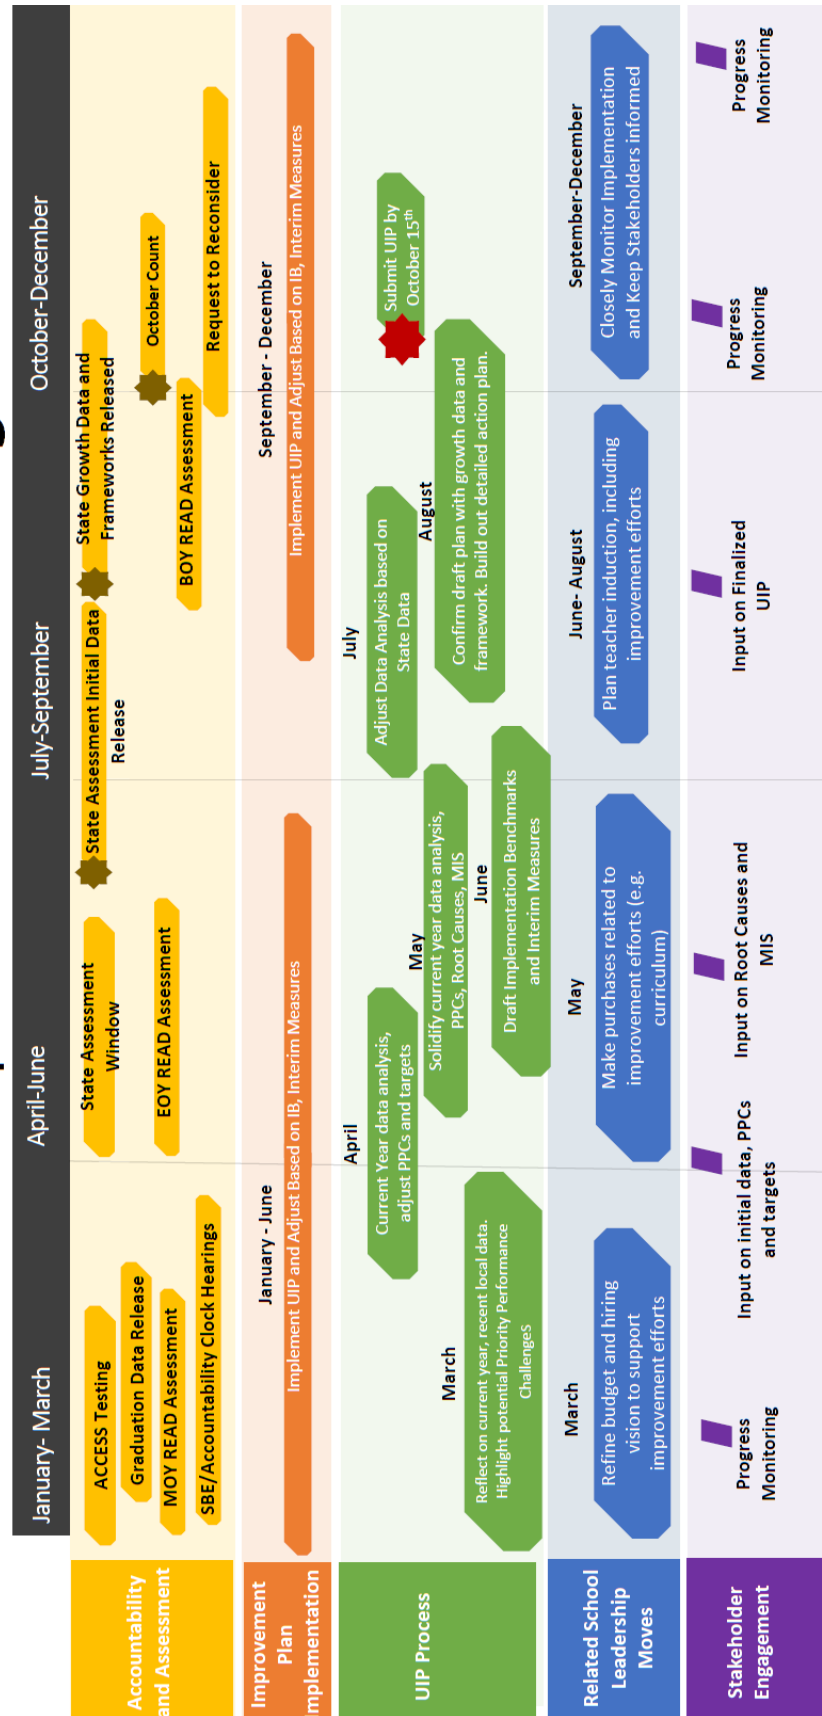 January- March
April-June
July-September
October-December
Accountability
and Assessment
ACCESS Testing
Graduation Data Release
MOY READ Assessment
SBE/Accountability Clock Hearings
State Assessment
Window
EOY READ Assessment
State Assessment Initial Data
Release
State Growth Data and
Frameworks Released
BOY READ Assessment
October Count
Request to Reconsider
Improvement
Plan
Implementation
January - June
Implement UIP and Adjust Based on IB, Interim Measures
September - December
Implement UIP and Adjust Based on IB, Interim Measures
UIP Process
March
Reflect on current year, recent local data.
Highlight potential Priority Performance
Challenges
April
Current Year data analysis,
adjust PPCs and targets
May
Solidify current year data analysis,
PPCs, Root Causes, MIS
June
Draft Implementation Benchmarks
and Interim Measures
July
Adjust Data Analysis based on
State Data
August
Confirm draft plan with growth data and
framework. Build out detailed action plan.
Submit UIP by
October 15th
Related School
Leadership
Moves
March
Refine budget and hiring
vision to support
improvement efforts
May
Make purchases related to
improvement efforts (e.g.
curriculum)
June- August
Plan teacher induction, including
improvement efforts
September-December
Closely Monitor Implementation
and Keep Stakeholders informed
Stakeholder
Engagement
Progress
Monitoring
Input on initial data, PPCs
and targets
Input on Root Causes and
MIS
Input on Finalized
UIP
Progress
Monitoring
Progress
Monitoring